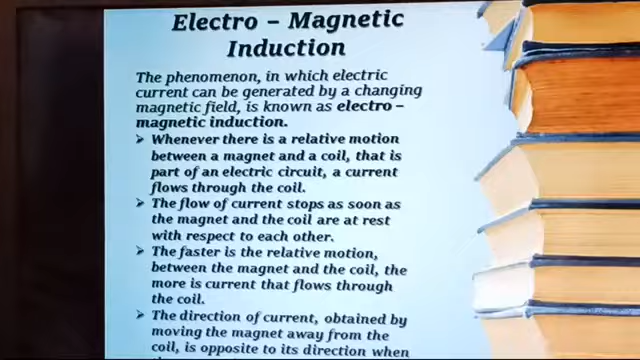 Electro – Magnetic
Induction
The phenomenon, in which electric
current can be generated by a changing
magnetic field, is known as electro –
magnetic induction.
➢ Whenever there is a relative motion
between a magnet and a coil, that is
part of an electric circuit, a current
flows through the coil.
➢ The flow of current stops as soon as
the magnet and the coil are at rest
with respect to each other.
➢ The faster is the relative motion,
between the magnet and the coil, the
more is current that flows through
the coil.
➢ The direction of current, obtained by
moving the magnet away from the
coil, is opposite to its direction when